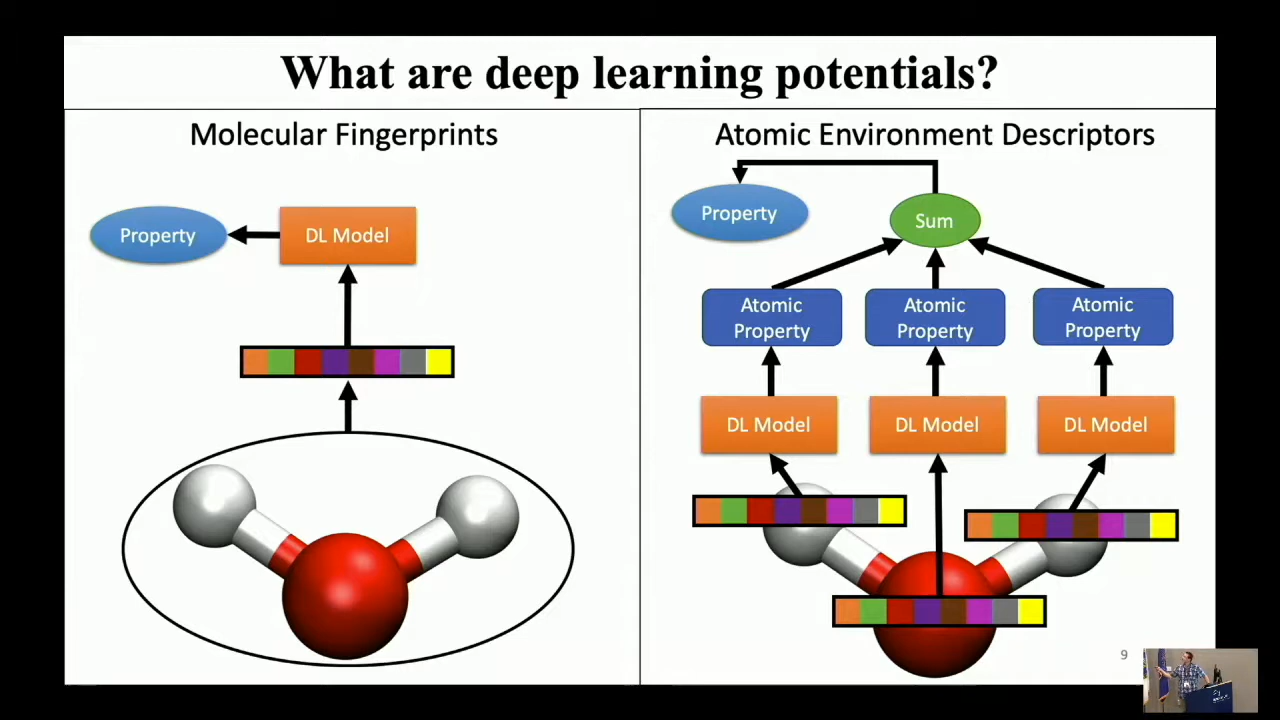 What are deep learning potentials?
Molecular Fingerprints
Property
DL Model
Atomic Environment Descriptors
Property
Sum
Atomic
Property
Atomic
Property
Atomic
Property
DL Model
DL Model
DL Model
9